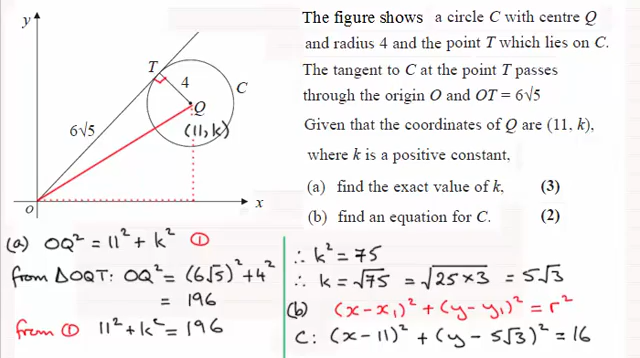 The figure shows a circle C with centre Q
and radius 4 and the point T which lies on C.
The tangent to C at the point T passes
through the origin O and OT = 6√5
Given that the coordinates of Q are (11, k),
where k is a positive constant,
(a) find the exact value of k, (3)
(b) find an equation for C. (2)
y
T
4
C
Q
(11, k)
6√5
O
x
(a) OQ² = 11² + k² ①
from △OQT: OQ² = (6√5)² + 4²
= 196
from ① 11² + k² = 196
∴ k² = 75
∴ k = √75 = √25×3 = 5√3
(b) (x-x₁)² + (y-y₁)² = r²
C: (x-11)² + (y-5√3)² = 16